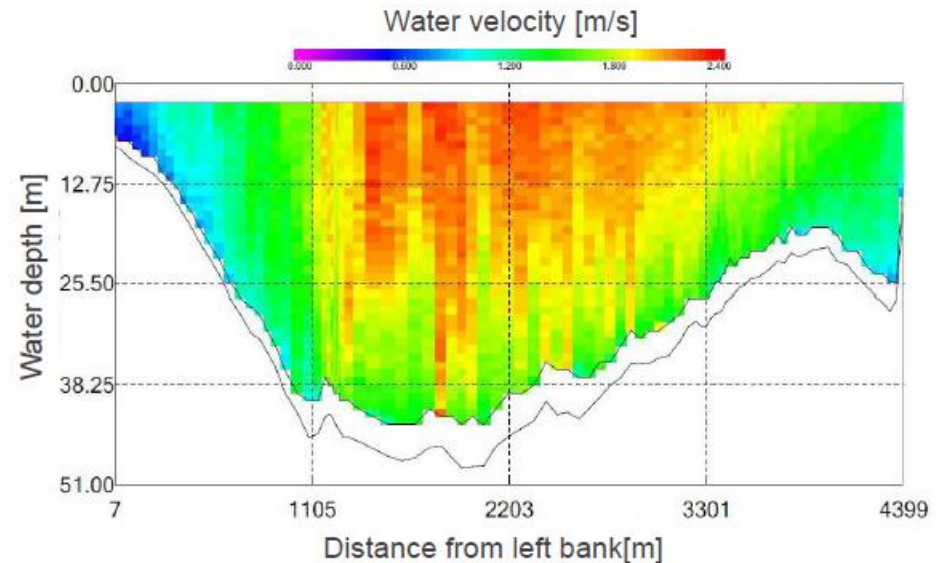 Water velocity [m/s]
0.000 0.600 1.200 1.800 2.400
0.00
12.75
25.50
38.25
51.00
Water depth [m]
7 1105 2203 3301 4399
Distance from left bank[m]